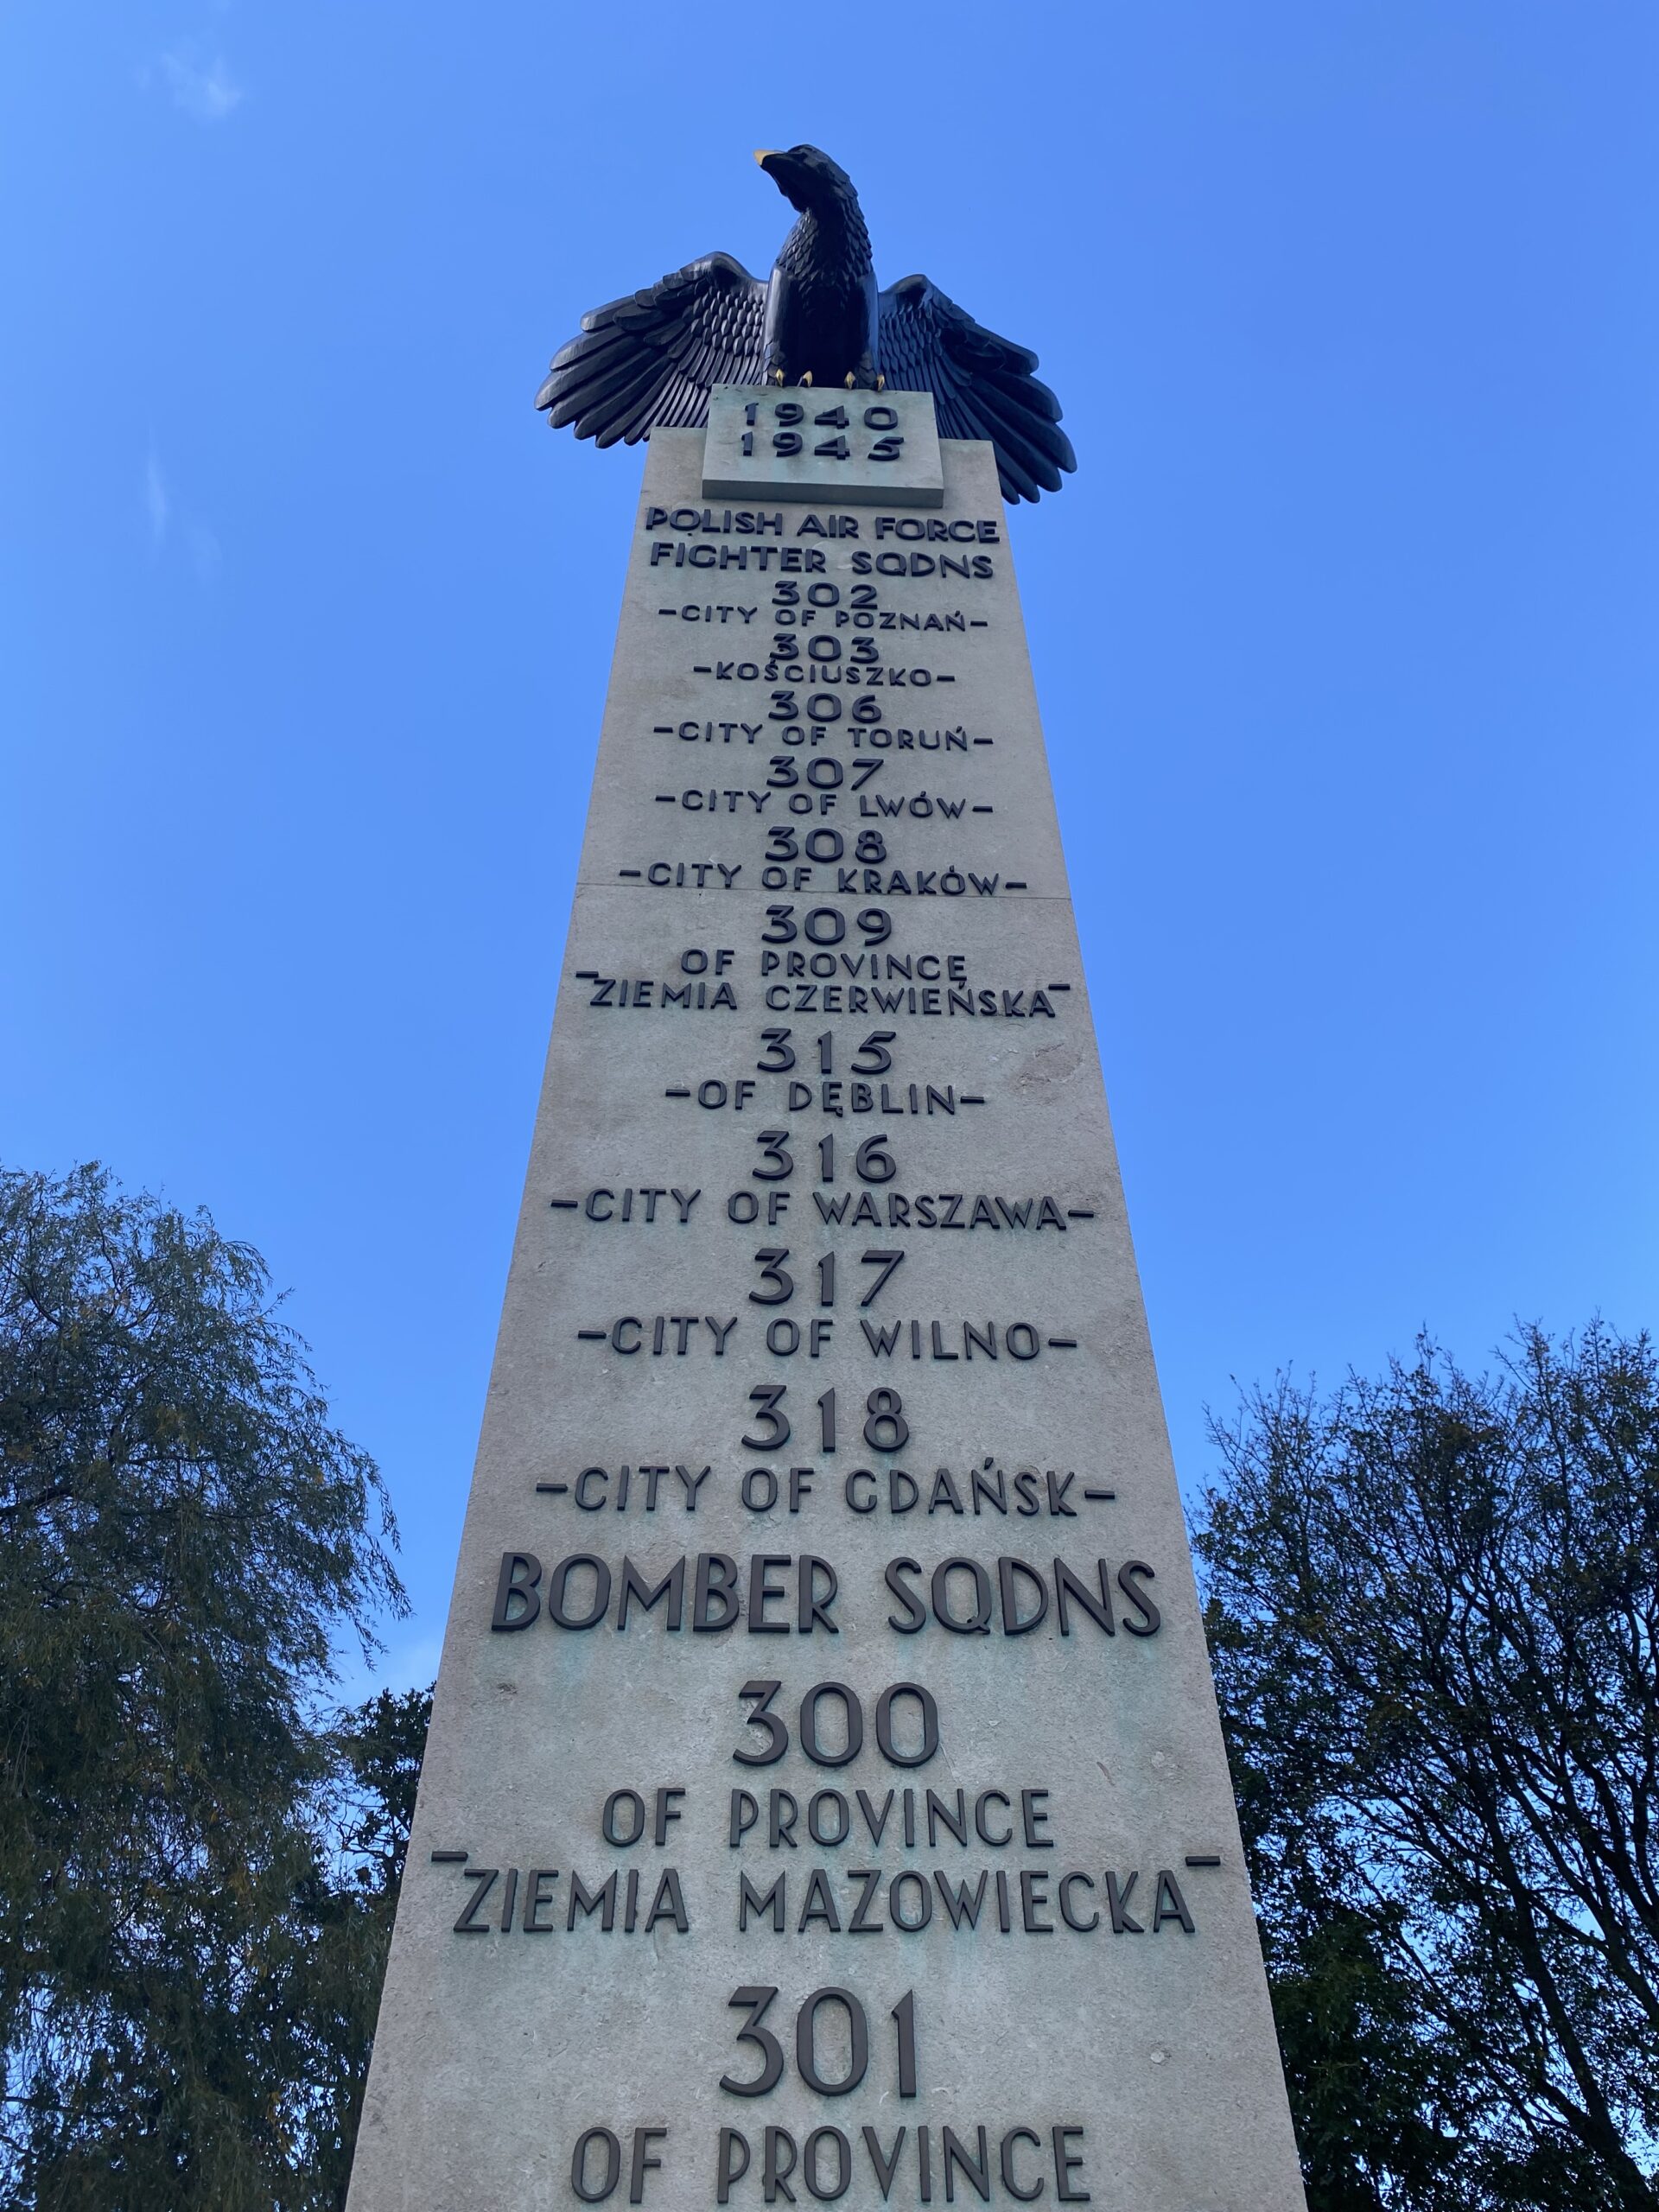 1940
1945
POLISH AIR FORCE
FIGHTER SQDNS
302
-CITY OF POZNAŃ-
303
-KOŚCIUSZKO-
306
-CITY OF TORUŃ-
307
-CITY OF LWÓW-
308
-CITY OF KRAKÓW-
309
OF PROVINCE
-ZIEMIA CZERWIEŃSKA-
315
-OF DĘBLIN-
316
-CITY OF WARSZAWA-
317
-CITY OF WILNO-
318
-CITY OF GDAŃSK-
BOMBER SQDNS
300
OF PROVINCE
-ZIEMIA MAZOWIECKA-
301
OF PROVINCE